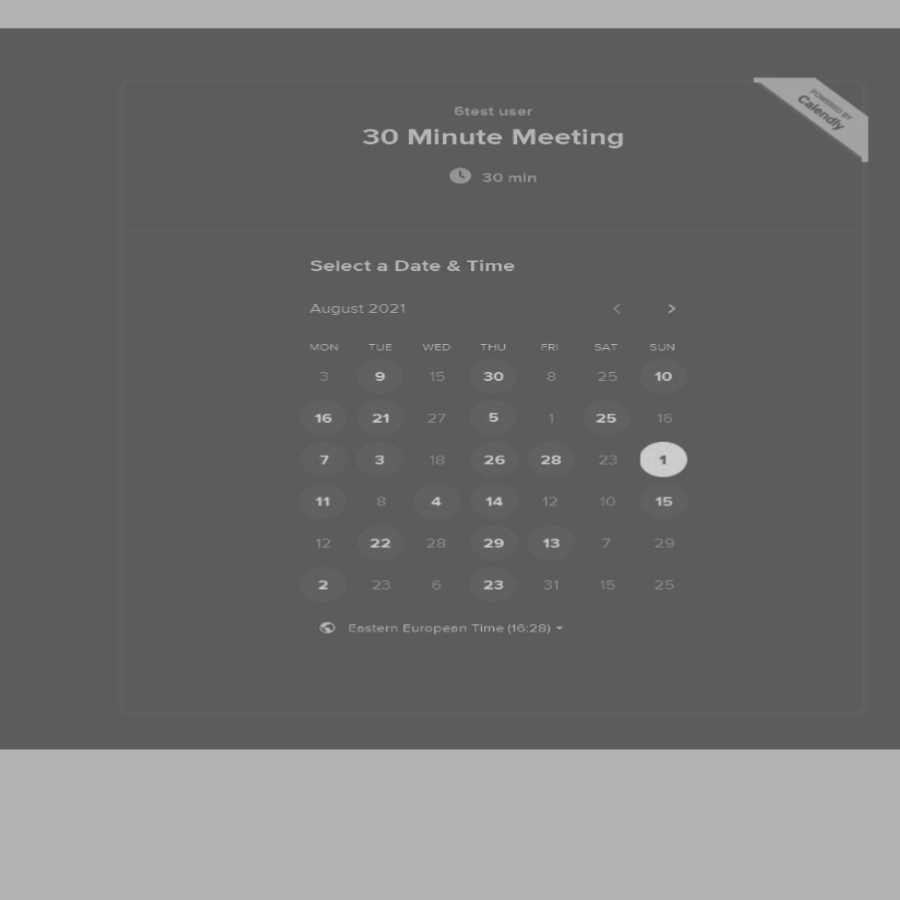 POWERED BY
Calendly
6test user
30 Minute Meeting
30 min
Select a Date & Time
August 2021 < >
MON TUE WED THU FRI SAT SUN
3 9 15 30 8 25 10
16 21 27 5 1 25 16
7 3 18 26 28 23 1
11 8 4 14 12 10 15
12 22 28 29 13 7 29
2 23 6 23 31 15 25
Eastern European Time (16:28)